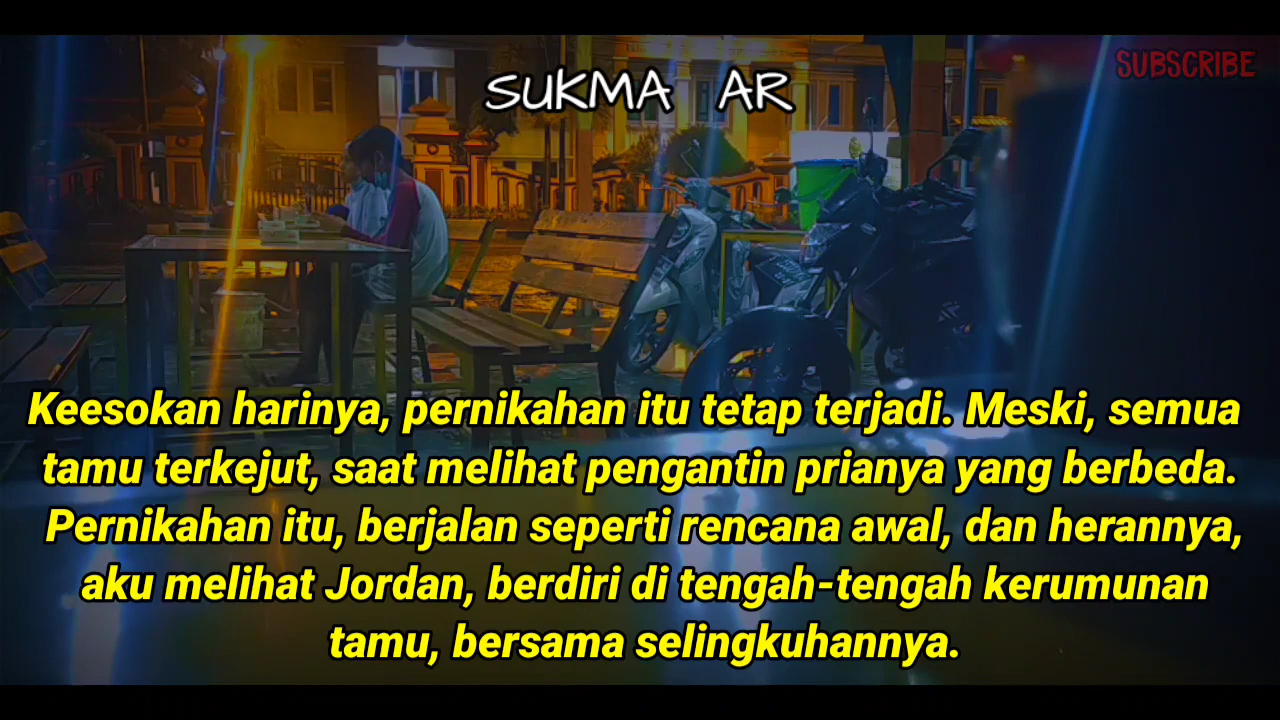 SUBSCRIBE
SUKMA AR
Keesokan harinya, pernikahan itu tetap terjadi. Meski, semua
tamu terkejut, saat melihat pengantin prianya yang berbeda.
Pernikahan itu, berjalan seperti rencana awal, dan herannya,
aku melihat Jordan, berdiri di tengah-tengah kerumunan
tamu, bersama selingkuhannya.